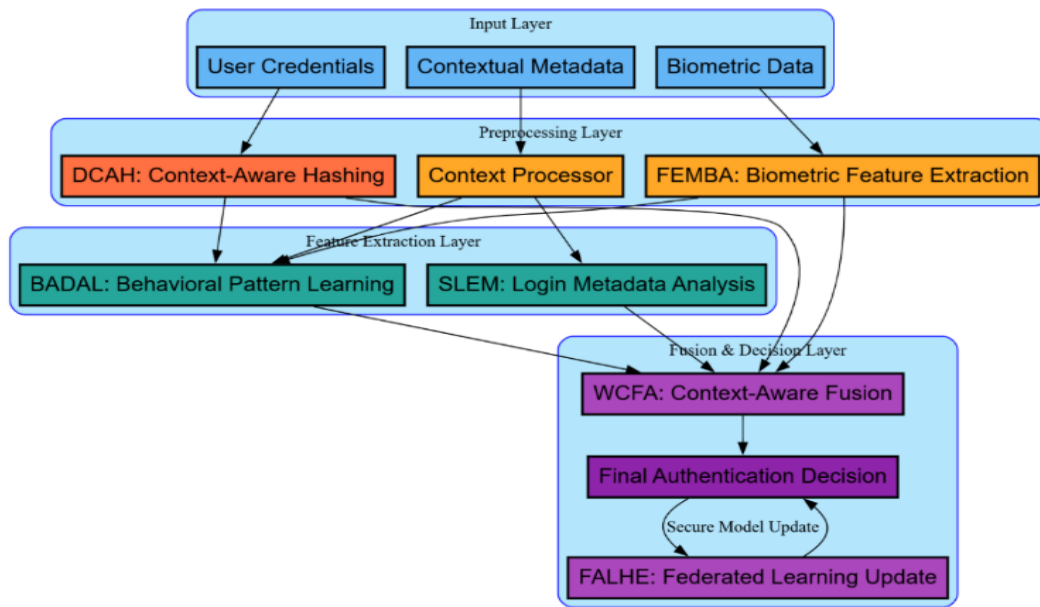 Input Layer
User Credentials
Contextual Metadata
Biometric Data
Preprocessing Layer
DCAH: Context-Aware Hashing
Context Processor
FEMBA: Biometric Feature Extraction
Feature Extraction Layer
BADAL: Behavioral Pattern Learning
SLEM: Login Metadata Analysis
Fusion & Decision Layer
WCFA: Context-Aware Fusion
Final Authentication Decision
Secure Model Update
FALHE: Federated Learning Update